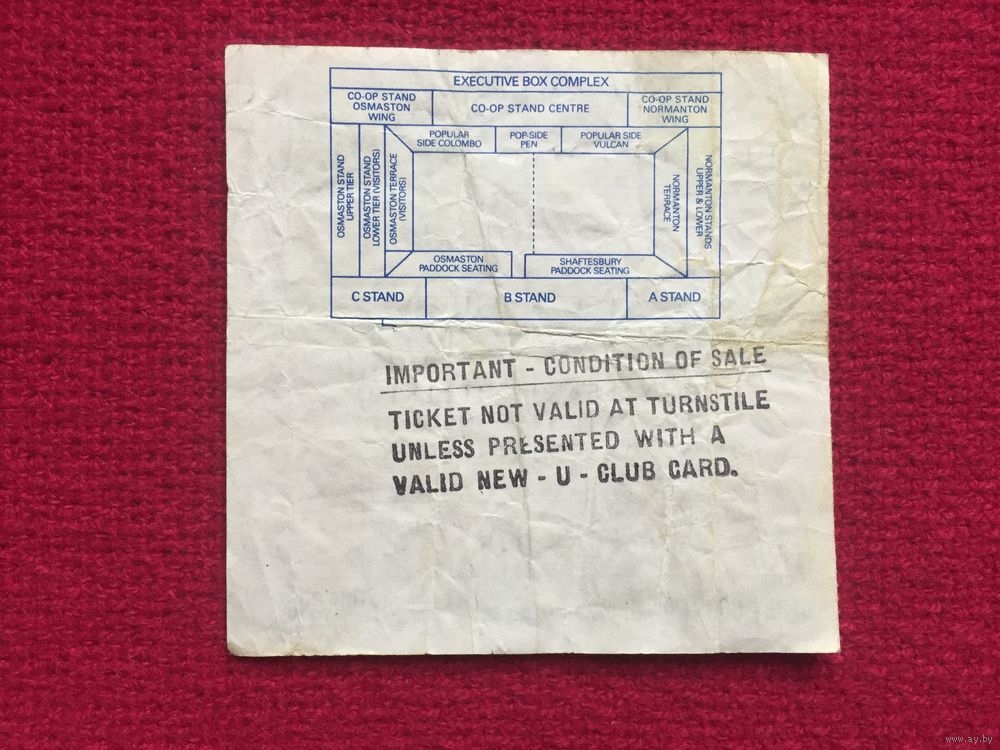 EXECUTIVE BOX COMPLEX
CO-OP STAND
OSMASTON
WING
CO-OP STAND CENTRE
CO-OP STAND
NORMANTON
WING
POPULAR
SIDE COLOMBO
POP-SIDE
PEN
POPULAR SIDE
VULCAN
OSMASTON STAND
UPPER TIER
OSMASTON STAND
LOWER TIER (VISITORS)
OSMASTON TERRACE
(VISITORS)
NORMANTON
TERRACE
NORMANTON STANDS
UPPER & LOWER
OSMASTON
PADDOCK SEATING
SHAFTESBURY
PADDOCK SEATING
C STAND
B STAND
A STAND
IMPORTANT - CONDITION OF SALE
TICKET NOT VALID AT TURNSTILE
UNLESS PRESENTED WITH A
VALID NEW - U - CLUB CARD.
www.ay.by